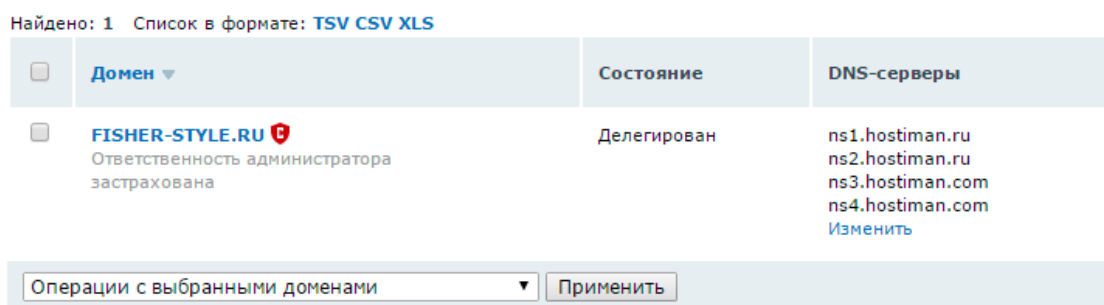 Найдено: 1 Список в формате: TSV CSV XLS
Домен Состояние DNS-серверы
FISHER-STYLE.RU Делегирован ns1.hostiman.ru
Ответственность администратора ns2.hostiman.ru
застрахована ns3.hostiman.com
ns4.hostiman.com
Изменить
Операции с выбранными доменами Применить